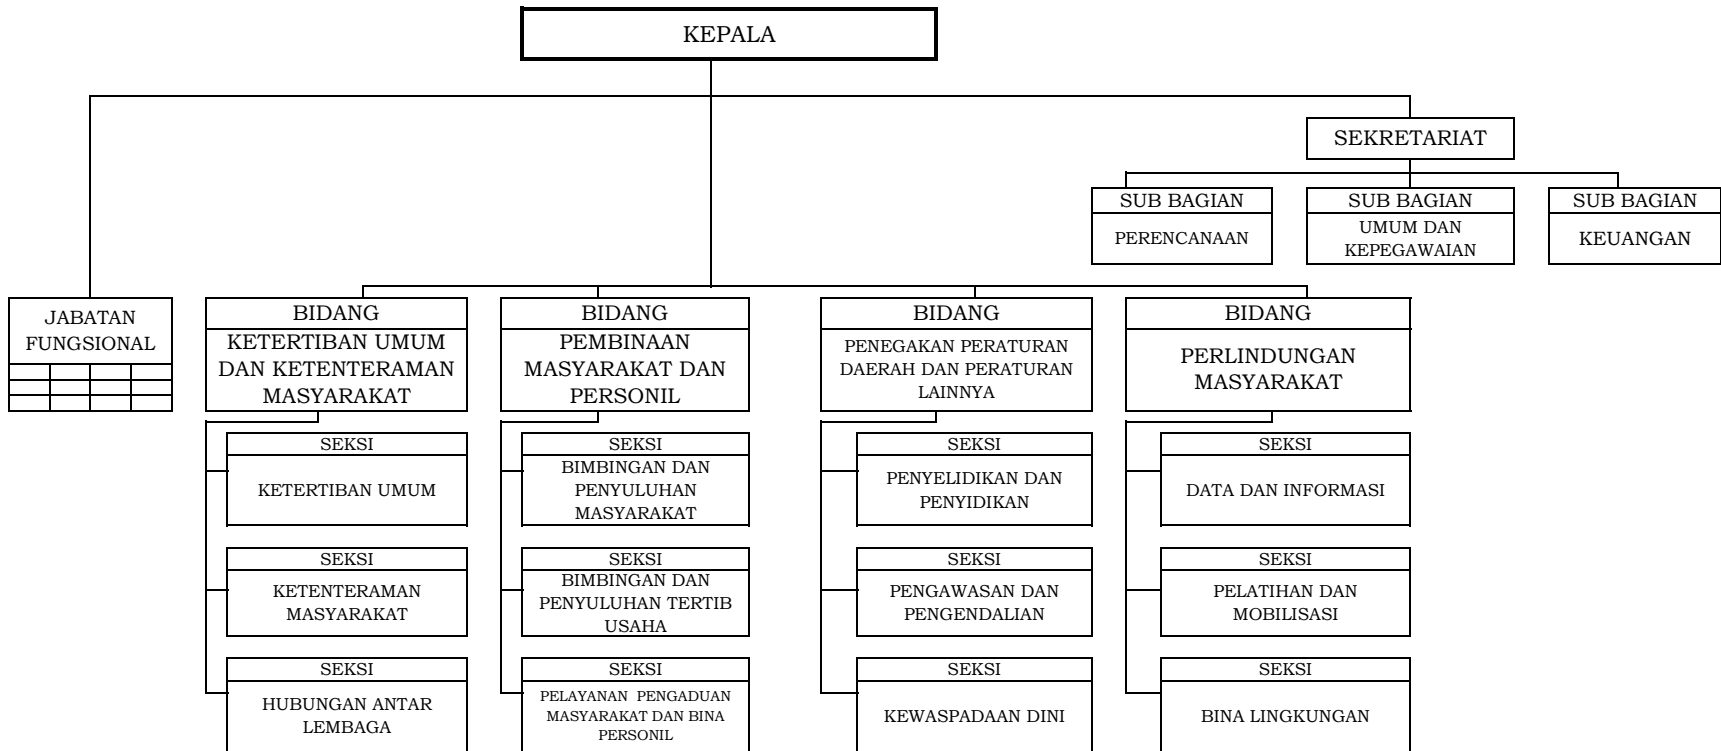 KEPALA
SEKRETARIAT
SUB BAGIAN
PERENCANAAN
SUB BAGIAN
UMUM DAN
KEPEGAWAIAN
SUB BAGIAN
KEUANGAN
JABATAN
FUNGSIONAL
BIDANG
KETERTIBAN UMUM
DAN KETENTERAMAN
MASYARAKAT
BIDANG
PEMBINAAN
MASYARAKAT DAN
PERSONIL
BIDANG
PENEGAKAN PERATURAN
DAERAH DAN PERATURAN
LAINNYA
BIDANG
PERLINDUNGAN
MASYARAKAT
SEKSI
KETERTIBAN UMUM
SEKSI
BIMBINGAN DAN
PENYULUHAN
MASYARAKAT
SEKSI
PENYELIDIKAN DAN
PENYIDIKAN
SEKSI
DATA DAN INFORMASI
SEKSI
KETENTERAMAN
MASYARAKAT
SEKSI
BIMBINGAN DAN
PENYULUHAN TERTIB
USAHA
SEKSI
PENGAWASAN DAN
PENGENDALIAN
SEKSI
PELATIHAN DAN
MOBILISASI
SEKSI
HUBUNGAN ANTAR
LEMBAGA
SEKSI
PELAYANAN PENGADUAN
MASYARAKAT DAN BINA
PERSONIL
SEKSI
KEWASPADAAN DINI
SEKSI
BINA LINGKUNGAN